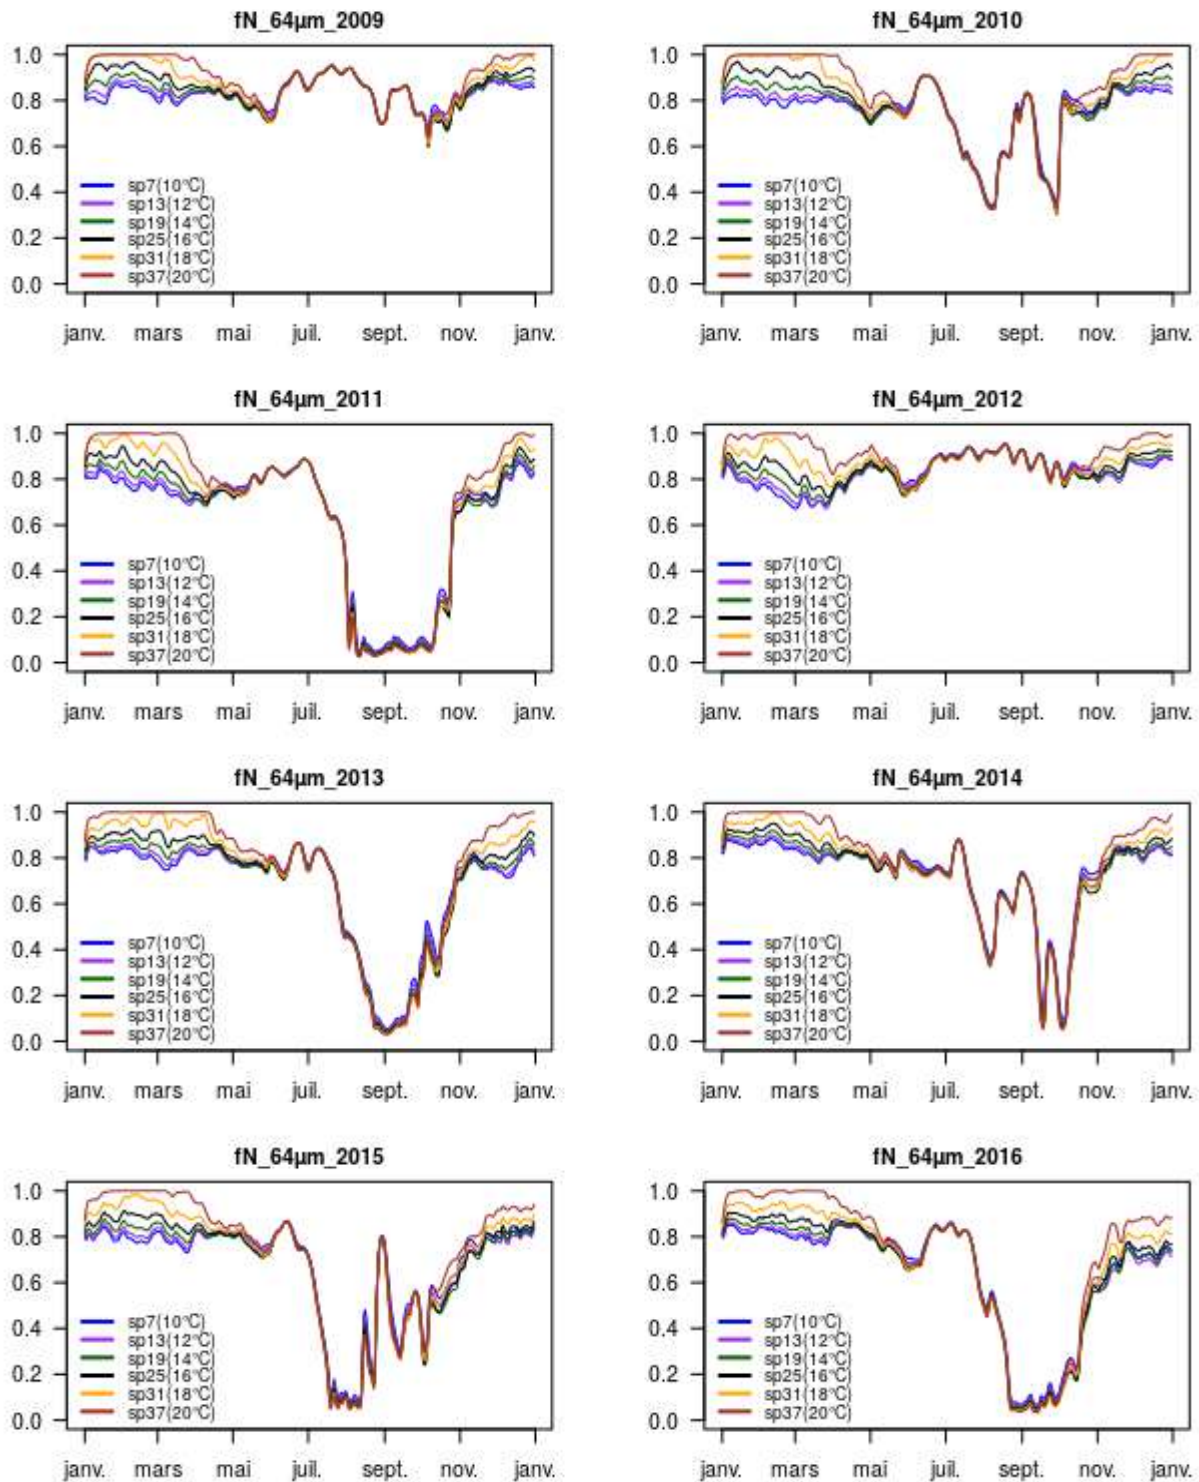 fN_64µm_2009
1.0
0.8
0.6
0.4
0.2
0.0
sp7(10°C)
sp13(12°C)
sp19(14°C)
sp25(16°C)
sp31(18°C)
sp37(20°C)
janv. mars mai juil. sept. nov. janv.
fN_64µm_2010
1.0
0.8
0.6
0.4
0.2
0.0
sp7(10°C)
sp13(12°C)
sp19(14°C)
sp25(16°C)
sp31(18°C)
sp37(20°C)
janv. mars mai juil. sept. nov. janv.
fN_64µm_2011
1.0
0.8
0.6
0.4
0.2
0.0
sp7(10°C)
sp13(12°C)
sp19(14°C)
sp25(16°C)
sp31(18°C)
sp37(20°C)
janv. mars mai juil. sept. nov. janv.
fN_64µm_2012
1.0
0.8
0.6
0.4
0.2
0.0
sp7(10°C)
sp13(12°C)
sp19(14°C)
sp25(16°C)
sp31(18°C)
sp37(20°C)
janv. mars mai juil. sept. nov. janv.
fN_64µm_2013
1.0
0.8
0.6
0.4
0.2
0.0
sp7(10°C)
sp13(12°C)
sp19(14°C)
sp25(16°C)
sp31(18°C)
sp37(20°C)
janv. mars mai juil. sept. nov. janv.
fN_64µm_2014
1.0
0.8
0.6
0.4
0.2
0.0
sp7(10°C)
sp13(12°C)
sp19(14°C)
sp25(16°C)
sp31(18°C)
sp37(20°C)
janv. mars mai juil. sept. nov. janv.
fN_64µm_2015
1.0
0.8
0.6
0.4
0.2
0.0
sp7(10°C)
sp13(12°C)
sp19(14°C)
sp25(16°C)
sp31(18°C)
sp37(20°C)
janv. mars mai juil. sept. nov. janv.
fN_64µm_2016
1.0
0.8
0.6
0.4
0.2
0.0
sp7(10°C)
sp13(12°C)
sp19(14°C)
sp25(16°C)
sp31(18°C)
sp37(20°C)
janv. mars mai juil. sept. nov. janv.